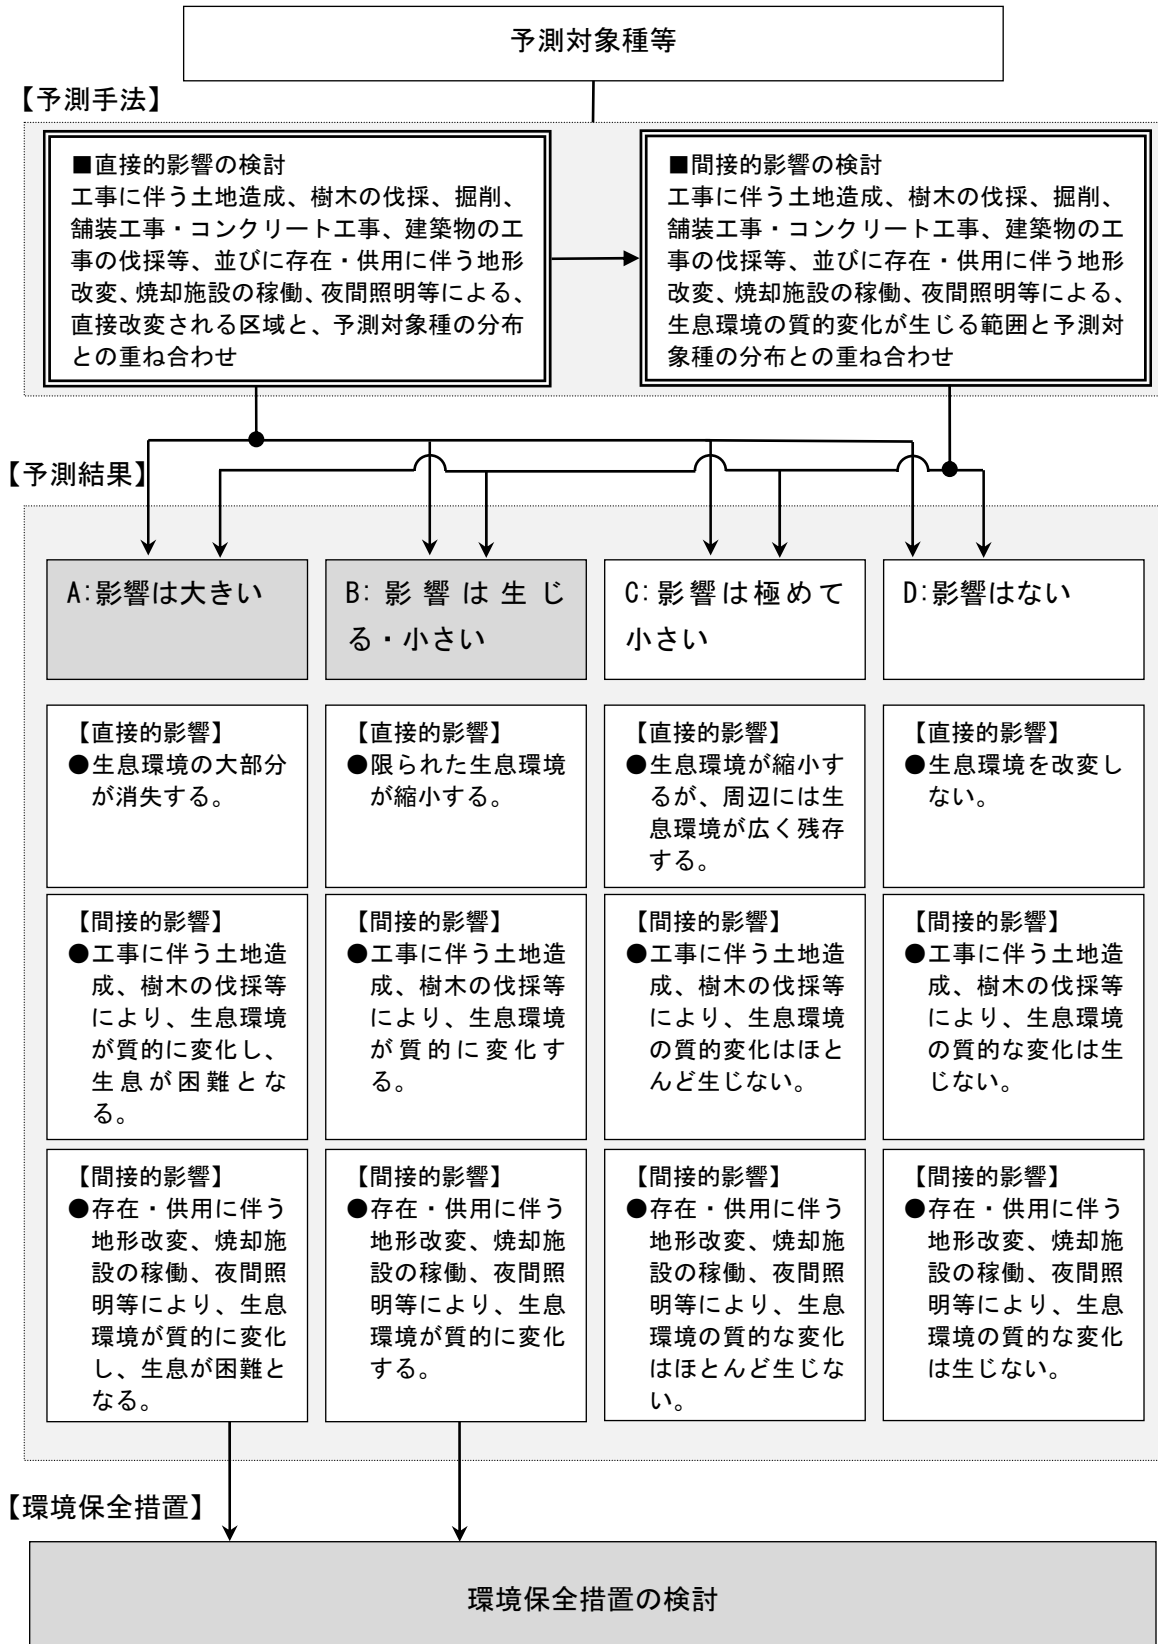 予測対象種等
【予測手法】
■直接的影響の検討
工事に伴う土地造成、樹木の伐採、掘削、
舗装工事・コンクリート工事、建築物の工
事の伐採等、並びに存在・供用に伴う地形
改変、焼却施設の稼働、夜間照明等による、
直接改変される区域と、予測対象種の分布
との重ね合わせ
■間接的影響の検討
工事に伴う土地造成、樹木の伐採、掘削、
舗装工事・コンクリート工事、建築物の工
事の伐採等、並びに存在・供用に伴う地形
改変、焼却施設の稼働、夜間照明等による、
生息環境の質的変化が生じる範囲と予測対
象種の分布との重ね合わせ
【予測結果】
A:影響は大きい
B:影響は生じ
る・小さい
C:影響は極めて
小さい
D:影響はない
【直接的影響】
●生息環境の大部分
が消失する。
【直接的影響】
●限られた生息環境
が縮小する。
【直接的影響】
●生息環境が縮小す
るが、周辺には生
息環境が広く残存
する。
【直接的影響】
●生息環境を改変し
ない。
【間接的影響】
●工事に伴う土地造
成、樹木の伐採等
により、生息環境
が質的に変化し、
生息が困難とな
る。
【間接的影響】
●工事に伴う土地造
成、樹木の伐採等
により、生息環境
が質的に変化す
る。
【間接的影響】
●工事に伴う土地造
成、樹木の伐採等
により、生息環境
の質的変化はほと
んど生じない。
【間接的影響】
●工事に伴う土地造
成、樹木の伐採等
により、生息環境
の質的な変化は生
じない。
【間接的影響】
●存在・供用に伴う
地形改変、焼却施
設の稼働、夜間照
明等により、生息
環境が質的に変化
し、生息が困難と
なる。
【間接的影響】
●存在・供用に伴う
地形改変、焼却施
設の稼働、夜間照
明等により、生息
環境が質的に変化
する。
【間接的影響】
●存在・供用に伴う
地形改変、焼却施
設の稼働、夜間照
明等により、生息
環境の質的な変化
はほとんど生じな
い。
【間接的影響】
●存在・供用に伴う
地形改変、焼却施
設の稼働、夜間照
明等により、生息
環境の質的な変化
は生じない。
【環境保全措置】
環境保全措置の検討